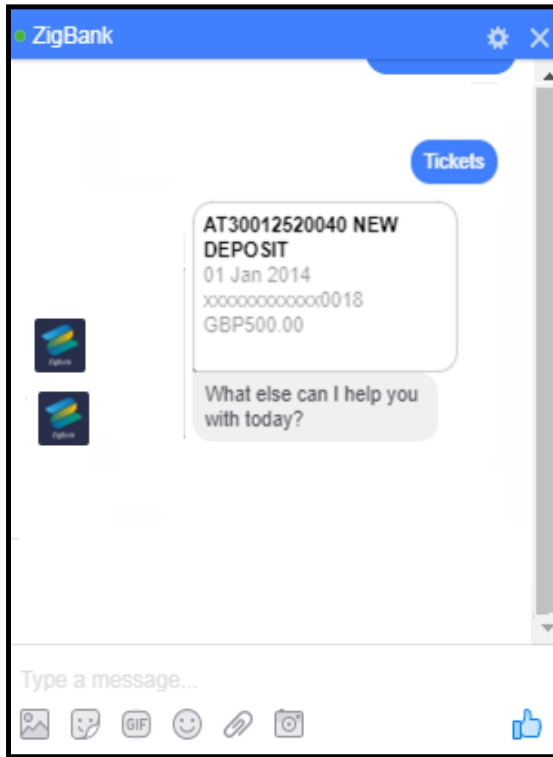 ZigBank
Tickets
AT30012520040 NEW
DEPOSIT
01 Jan 2014
xxxxxxxxxxxx0018
GBP500.00
What else can I help you
with today?
Type a message...
GIF